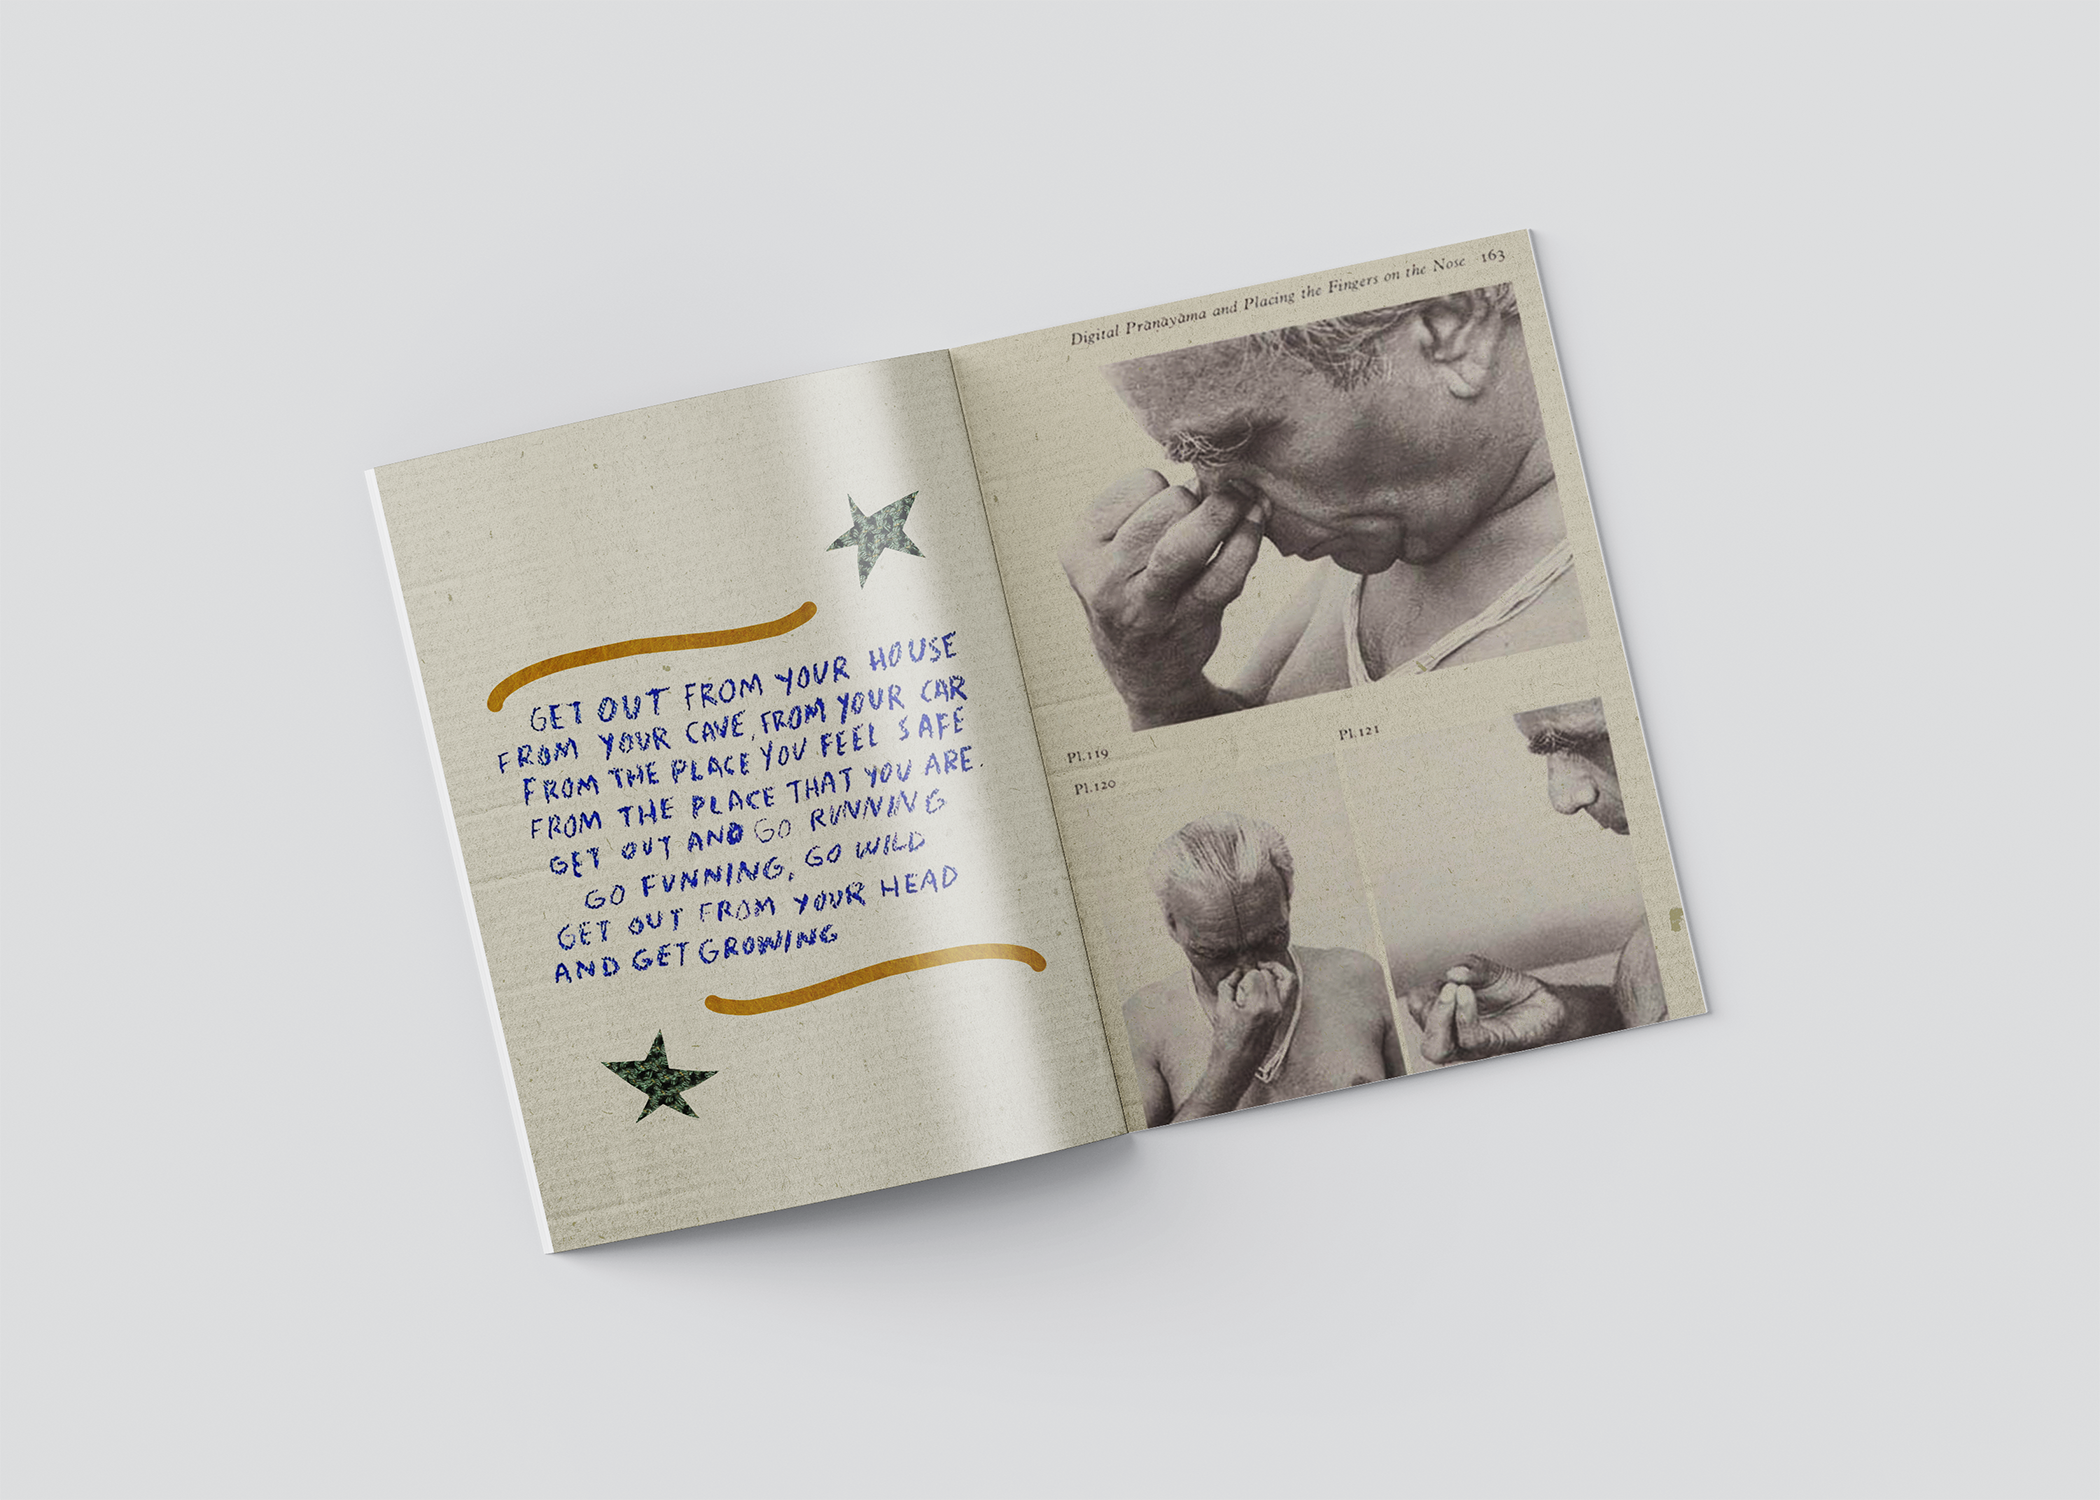 GET OUT FROM YOUR HOUSE
FROM YOUR CAVE, FROM YOUR CAR
FROM THE PLACE YOU FEEL SAFE
FROM THE PLACE THAT YOU ARE.
GET OUT AND GO RUNNING
GO FUNNING, GO WILD
GET OUT FROM YOUR HEAD
AND GET GROWING
Digital Prāṇāyāma and Placing the Fingers on the Nose 163
Pl.119
Pl.121
Pl.120